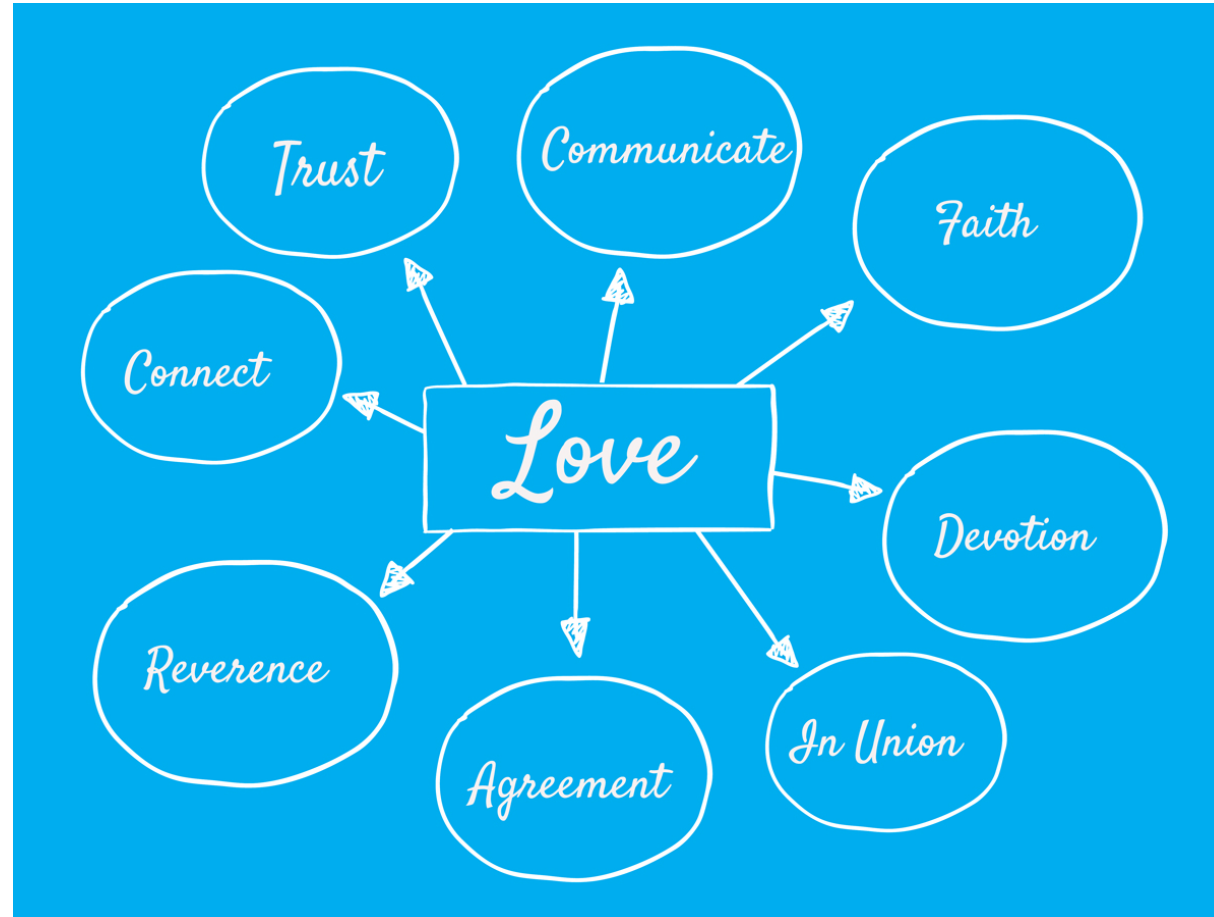 Trust
Communicate
Faith
Connect
Love
Devotion
Reverence
In Union
Agreement